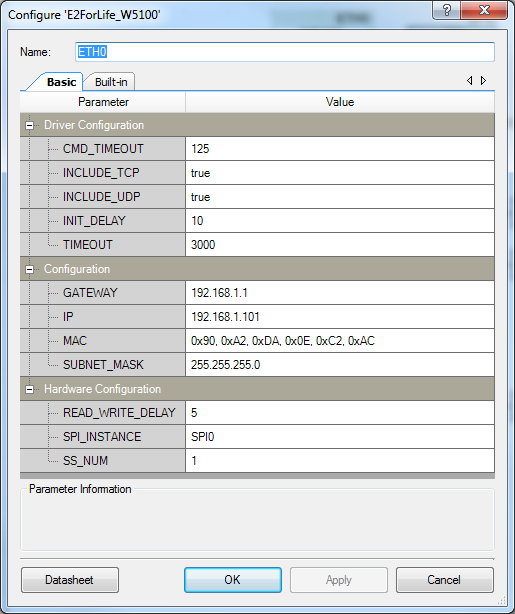 Configure 'E2ForLife_W5100'
Name: ETH0
Basic Built-in
Parameter Value
Driver Configuration
CMD_TIMEOUT 125
INCLUDE_TCP true
INCLUDE_UDP true
INIT_DELAY 10
TIMEOUT 3000
Configuration
GATEWAY 192.168.1.1
IP 192.168.1.101
MAC 0x90, 0xA2, 0xDA, 0x0E, 0xC2, 0xAC
SUBNET_MASK 255.255.255.0
Hardware Configuration
READ_WRITE_DELAY 5
SPI_INSTANCE SPI0
SS_NUM 1
Parameter Information
Datasheet OK Apply Cancel